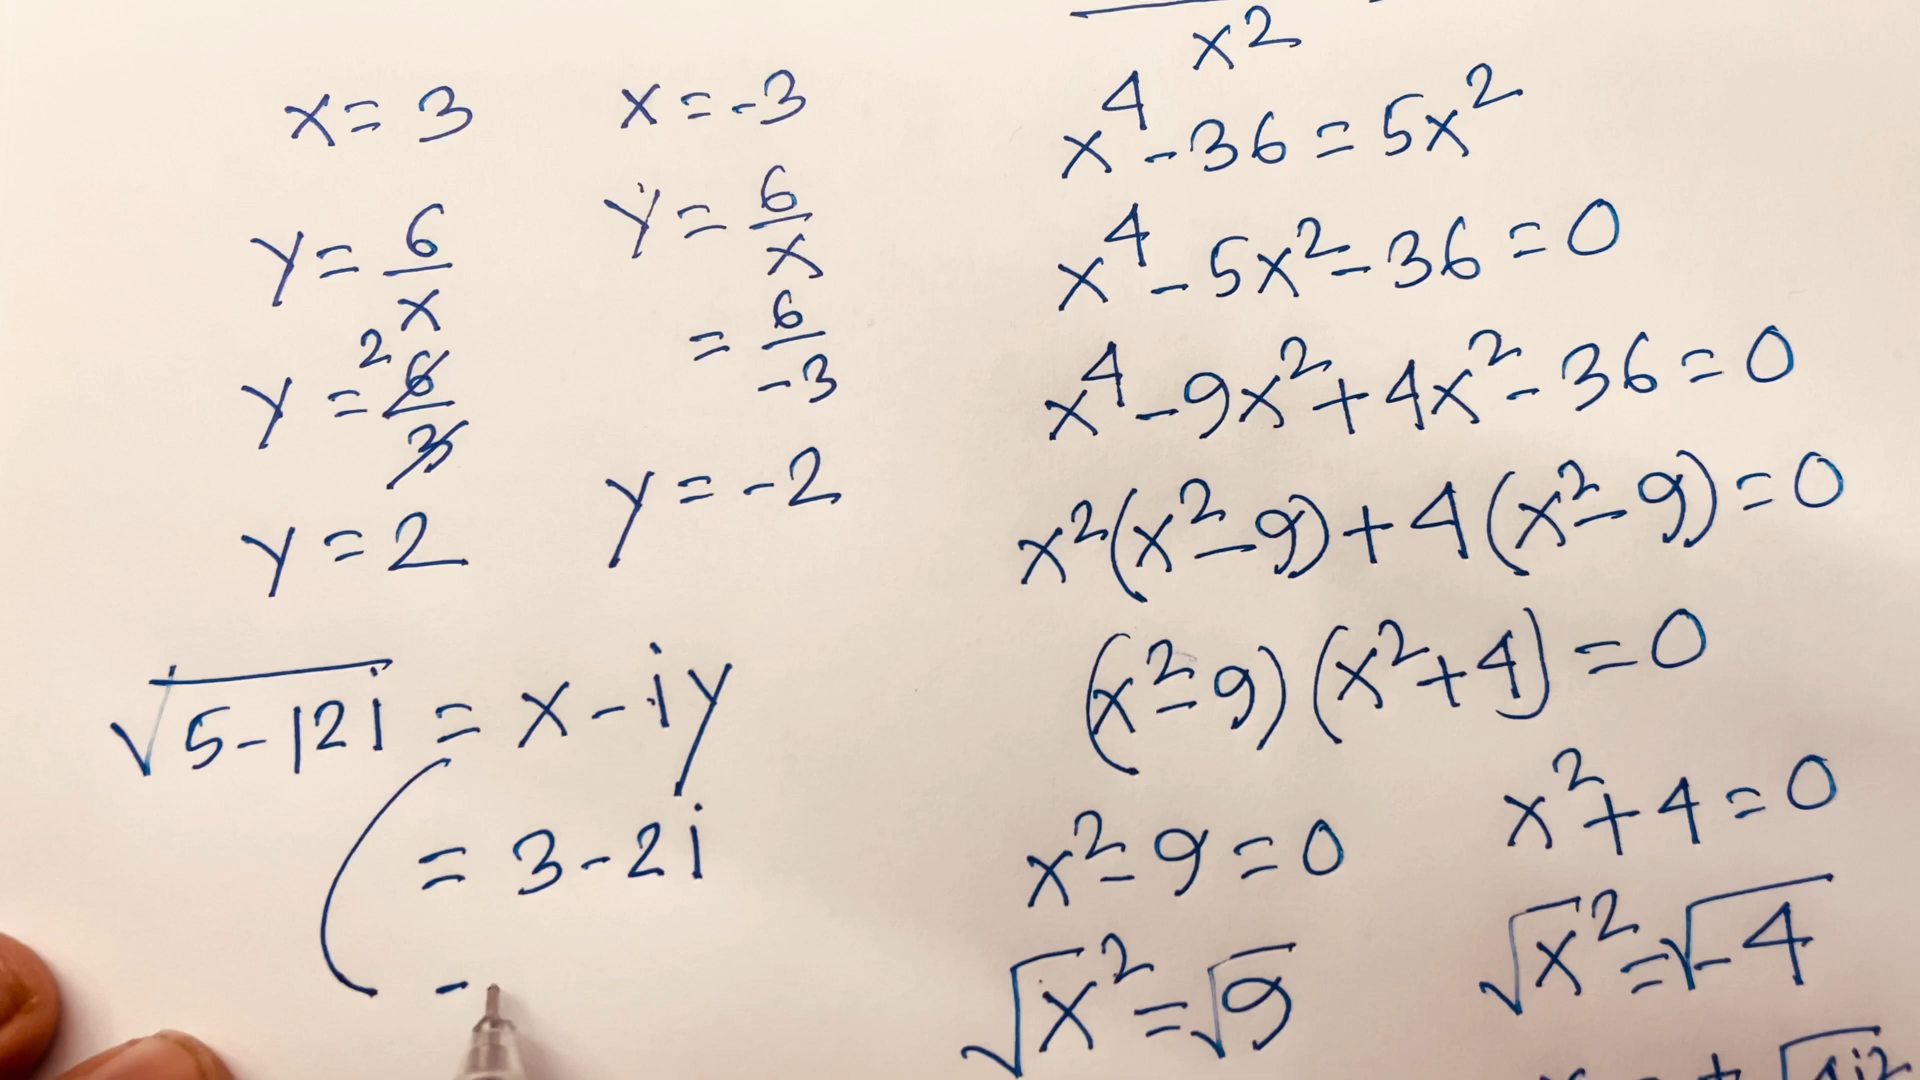 x = 3
y = 6/x
y = 6/3 2
y = 2
x = -3
y = 6/x
= 6/-3
y = -2
√(5-12i) = x - iy
= 3 - 2i
-
x²
x⁴ - 36 = 5x²
x⁴ - 5x² - 36 = 0
x⁴ - 9x² + 4x² - 36 = 0
x²(x² - 9) + 4(x² - 9) = 0
(x² - 9)(x² + 4) = 0
x² - 9 = 0
√x² = √9
x² + 4 = 0
√x² = √-4